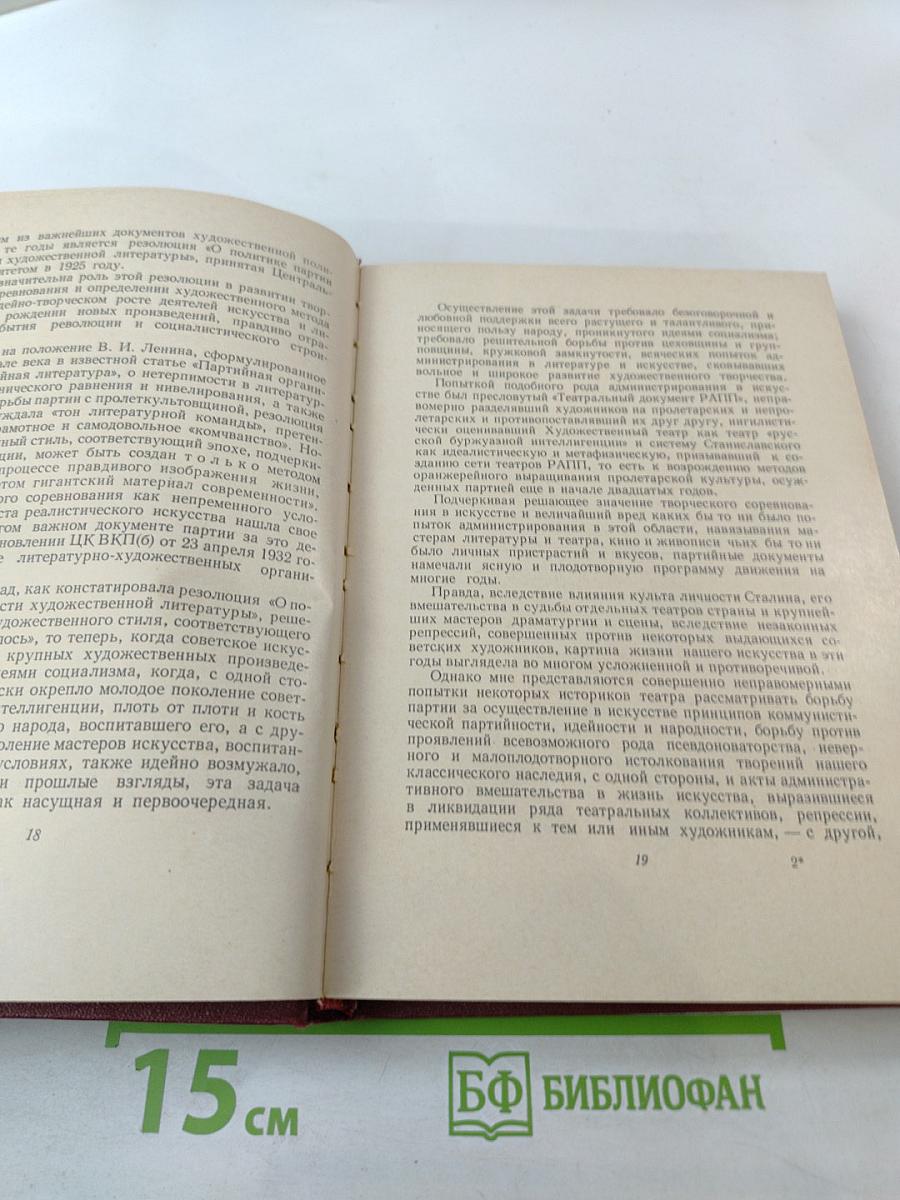 м из важнейших документов художественной поли-
те годы является резолюция «О политике партии
и художественной литературы», принятая Централь-
тетом в 1925 году.
значительна роль этой резолюции в развитии твор-
ревнования и определении художественного метода
дейно-творческом росте деятелей искусства и ли-
рождении новых произведений, правдиво отра-
бытия революции и социалистического строи-
на положение В. И. Ленина, сформулированное
але века в известной статье «Партийная органи-
йная литература», о нетерпимости в литератур-
нического равнения и нивелирования, а также
рьбы партии с пролеткультовщиной, резолюция
уждала «тон литературной команды», претен-
рамотное и самодовольное «комчванство». Но-
ный стиль, соответствующий эпохе, подчерки-
ции, может быть создан только методом
процессе правдивого изображения жизни,
этом гигантский материал современности».
ого соревнования как непременного усло-
ста реалистического искусства нашла свое
гом важном документе партии за это де-
новлении ЦК ВКП(б) от 23 апреля 1932 го-
е литературно-художественных органи-
ад, как констатировала резолюция «О по-
сти художественной литературы», реше-
удожественного стиля, соответствующего
лось», то теперь, когда советское искус-
крупных художественных произведе-
деями социализма, когда, с одной сто-
ски окрепло молодое поколение совет-
теллигенции, плоть от плоти и кость
о народа, воспитавшего его, а с дру-
оление мастеров искусства, воспитан-
условиях, также идейно возмужало,
и прошлые взгляды, эта задача
ак насущная и первоочередная.
18
Осуществление этой задачи требовало безоговорочной и
любовной поддержки всего растущего и талантливого, при-
носящего пользу народу, проникнутого идеями социализма;
требовало решительной борьбы против цеховщины и груп-
повщины, кружковой замкнутости, всяческих попыток ад-
министрирования в литературе и искусстве, сковывавших
вольное и широкое развитие художественного творчества.
Попыткой подобного рода администрирования в искус-
стве был пресловутый «Театральный документ РАПП», непра-
вомерно разделявший художников на пролетарских и непро-
летарских и противопоставлявший их друг другу, нигилисти-
чески оценивавший Художественный театр как театр «рус-
ской буржуазной интеллигенции» и систему Станиславского
как идеалистическую и метафизическую, призывавший к со-
зданию сети театров РАПП, то есть к возрождению методов
оранжерейного выращивания пролетарской культуры, осуж-
денных партией еще в начале двадцатых годов.
Подчеркивая решающее значение творческого соревнова-
ния в искусстве и величайший вред каких бы то ни было по-
пыток администрирования в этой области, навязывания ма-
стерам литературы и театра, кино и живописи чьих бы то ни
было личных пристрастий и вкусов, партийные документы
намечали ясную и плодотворную программу движения на
многие годы.
Правда, вследствие влияния культа личности Сталина, его
вмешательства в судьбы отдельных театров страны и крупней-
ших мастеров драматургии и сцены, вследствие незаконных
репрессий, совершенных против некоторых выдающихся со-
ветских художников, картина жизни нашего искусства в эти
годы выглядела во многом усложненной и противоречивой.
Однако мне представляются совершенно неправомерными
попытки некоторых историков театра рассматривать борьбу
партии за осуществление в искусстве принципов коммунисти-
ческой партийности, идейности и народности, борьбу против
проявлений всевозможного рода псевдоноваторства, невер-
ного и малоплодотворного истолкования творений нашего
классического наследия, с одной стороны, и акты администра-
тивного вмешательства в жизнь искусства, выразившиеся
в ликвидации ряда театральных коллективов, репрессии,
применявшиеся к тем или иным художникам, — с другой,
19
2*
15 см
БФ БИБЛИОФАН